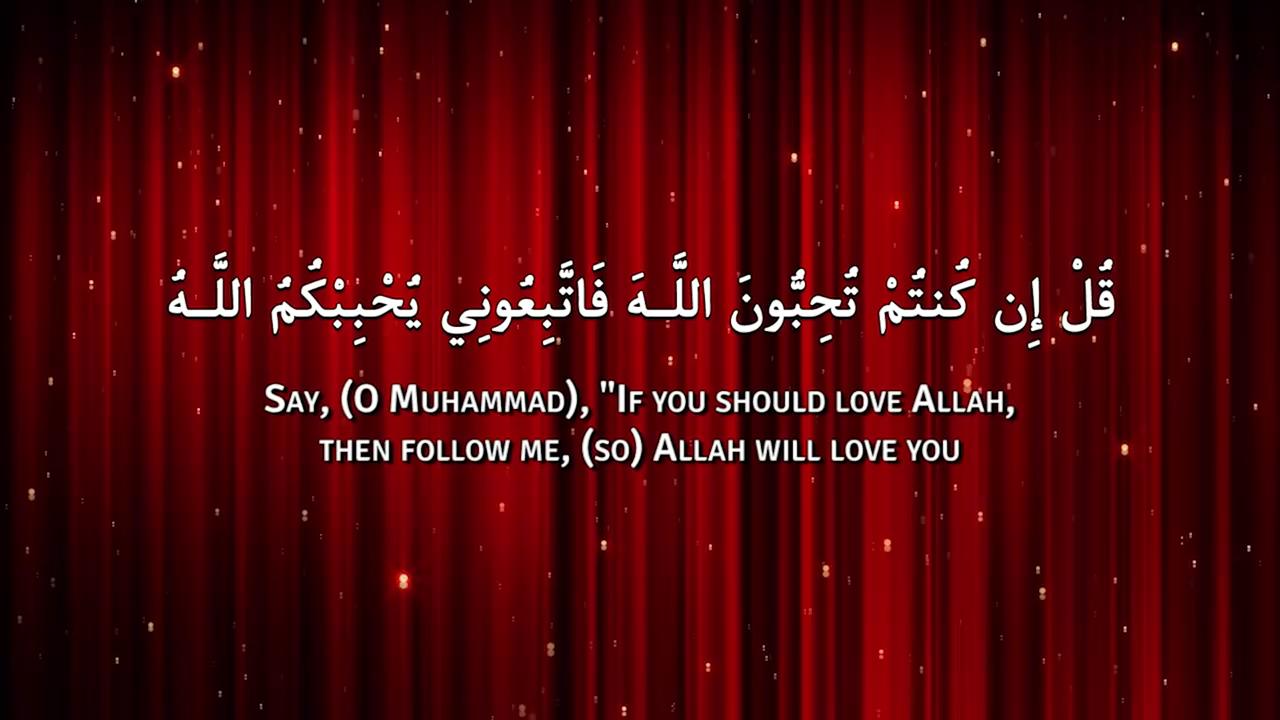 قُلْ إِن كُنتُمْ تُحِبُّونَ اللَّـهَ فَاتَّبِعُونِي يُحْبِبْكُمُ اللَّـهُ
Say, (O Muhammad), "If you should love Allah,
then follow me, (so) Allah will love you